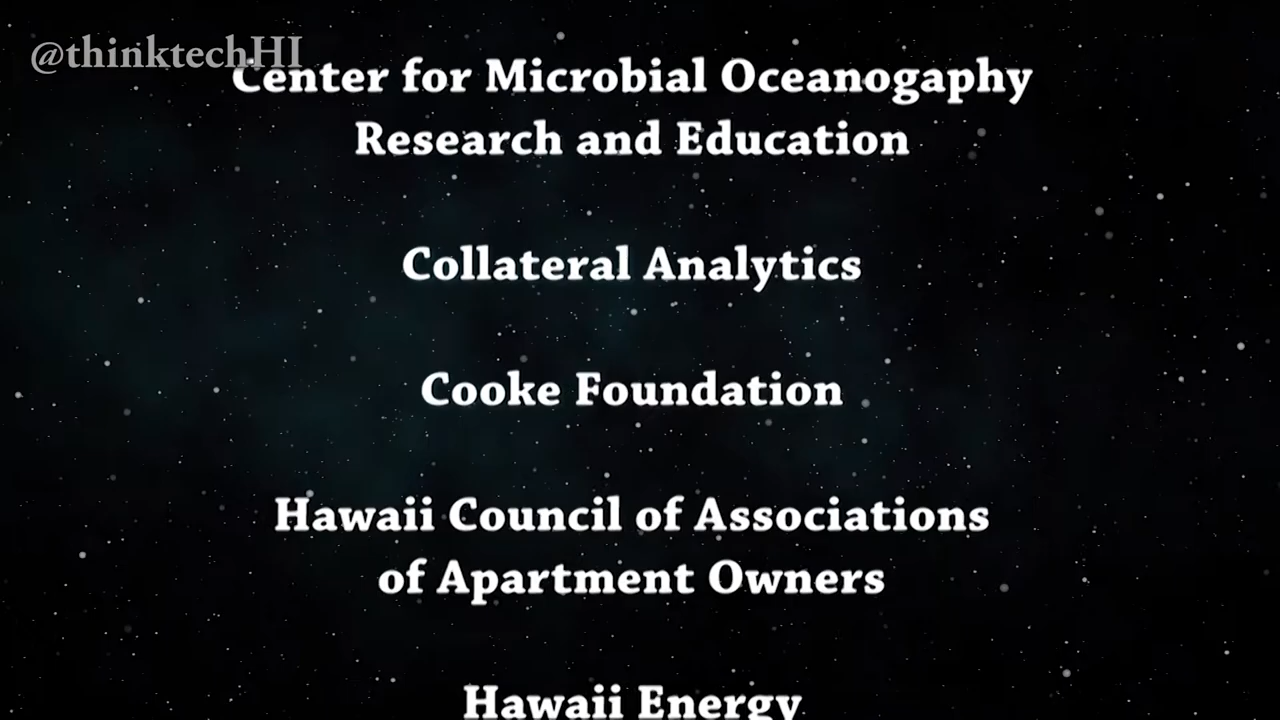 @thinktechHI
Center for Microbial Oceanogaphy
Research and Education
Collateral Analytics
Cooke Foundation
Hawaii Council of Associations
of Apartment Owners
Hawaii Energy